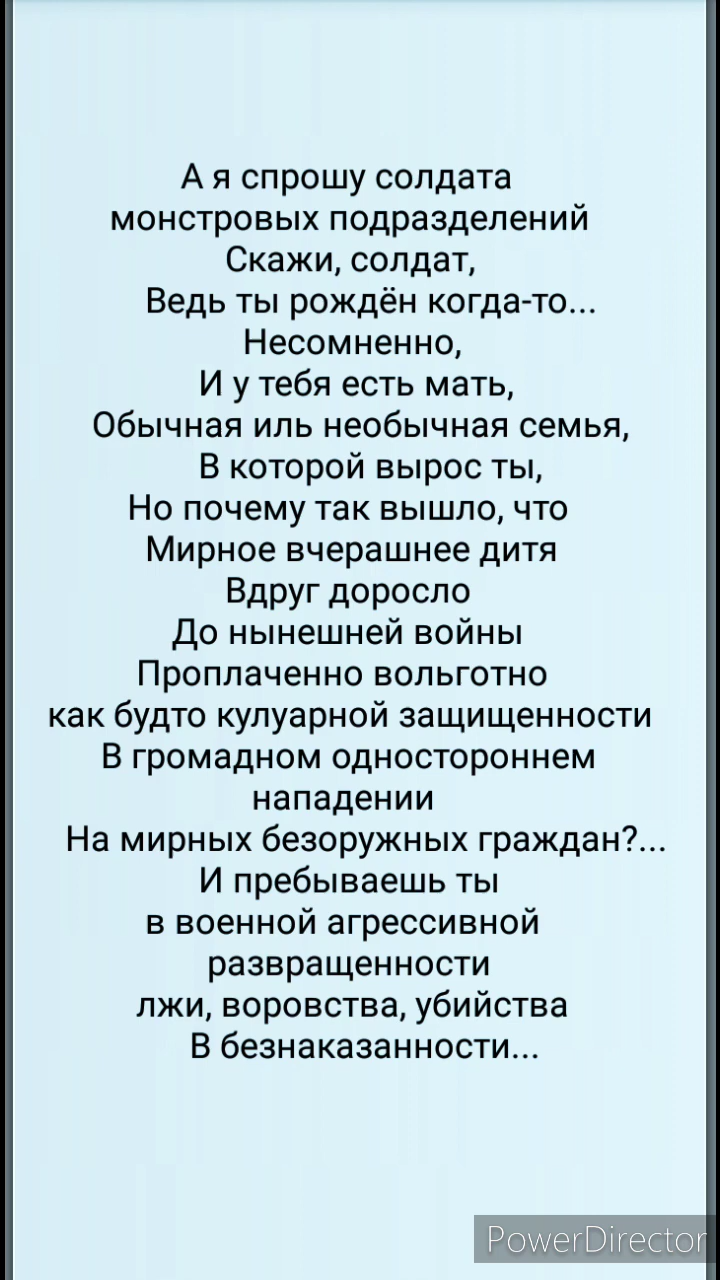 А я спрошу солдата
монстровых подразделений
Скажи, солдат,
Ведь ты рождён когда-то...
Несомненно,
И у тебя есть мать,
Обычная иль необычная семья,
В которой вырос ты,
Но почему так вышло, что
Мирное вчерашнее дитя
Вдруг доросло
До нынешней войны
Проплаченно вольготно
как будто кулуарной защищенности
В громадном одностороннем
нападении
На мирных безоружных граждан?...
И пребываешь ты
в военной агрессивной
развращенности
лжи, воровства, убийства
В безнаказанности...
PowerDirector